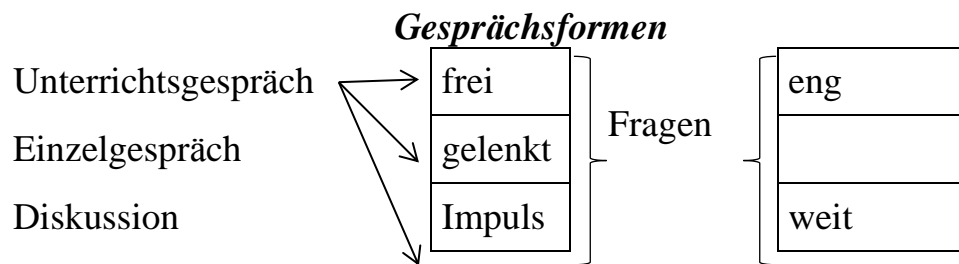 Gesprächsformen
Unterrichtsgespräch frei eng
Fragen
Einzelgespräch gelenkt
Diskussion Impuls weit